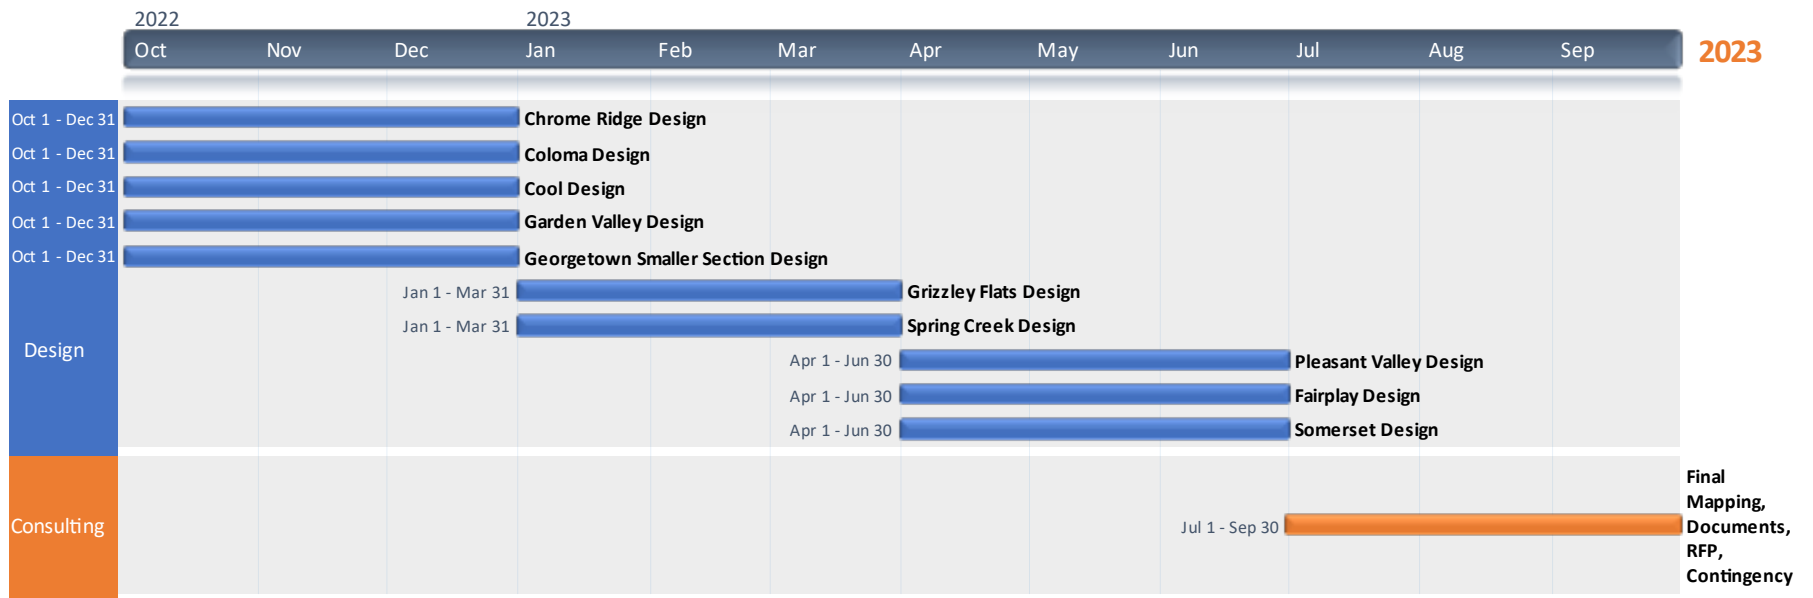 2022 2023
Oct Nov Dec Jan Feb Mar Apr May Jun Jul Aug Sep 2023
Oct 1 - Dec 31 Chrome Ridge Design
Oct 1 - Dec 31 Coloma Design
Oct 1 - Dec 31 Cool Design
Oct 1 - Dec 31 Garden Valley Design
Oct 1 - Dec 31 Georgetown Smaller Section Design
Jan 1 - Mar 31 Grizzley Flats Design
Jan 1 - Mar 31 Spring Creek Design
Design
Apr 1 - Jun 30 Pleasant Valley Design
Apr 1 - Jun 30 Fairplay Design
Apr 1 - Jun 30 Somerset Design
Consulting
Jul 1 - Sep 30
Final
Mapping,
Documents,
RFP,
Contingency